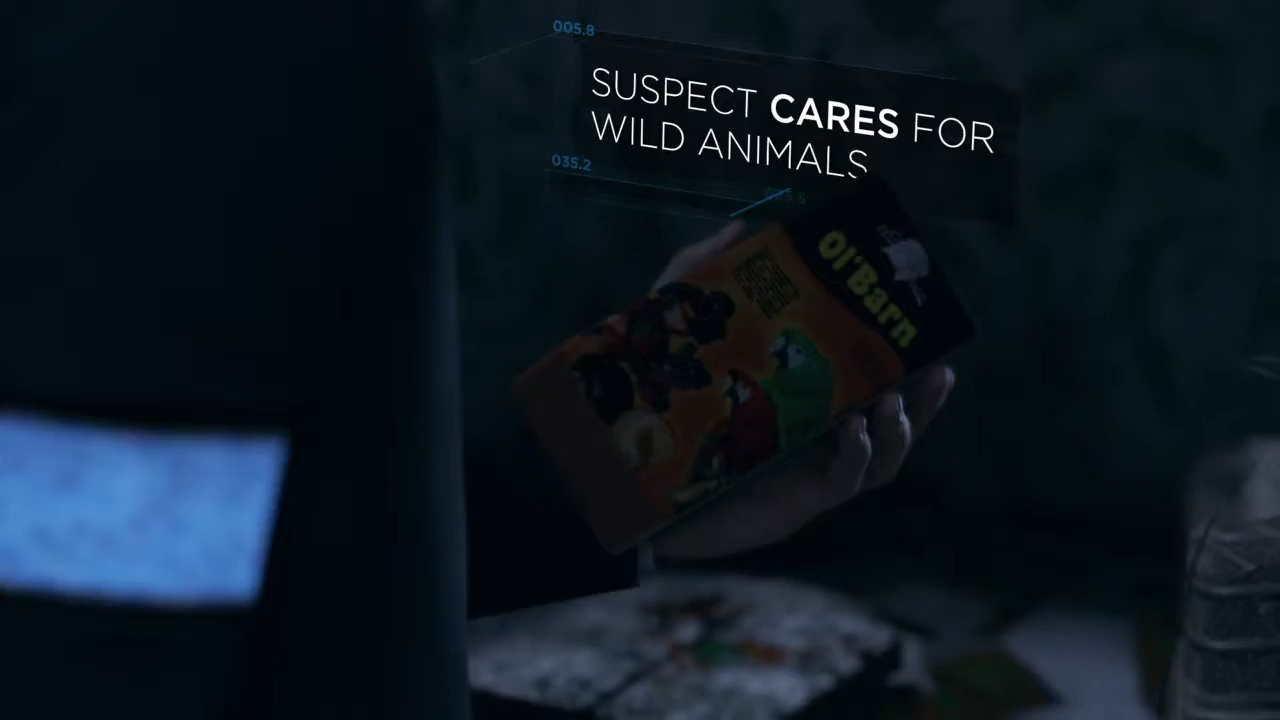 005.8
SUSPECT CARES FOR
WILD ANIMALS
035.2
Ol'Barn